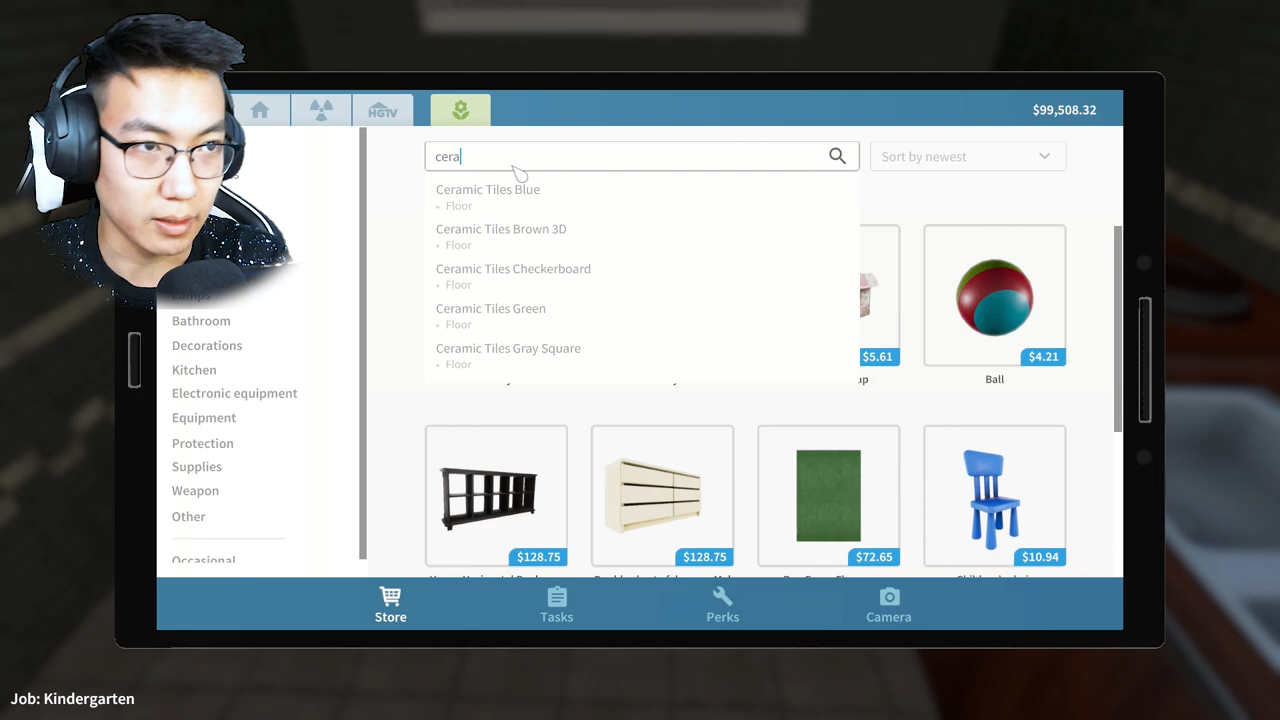 HGTV
$99,508.32
cera
Sort by newest
Ceramic Tiles Blue
• Floor
Ceramic Tiles Brown 3D
• Floor
Ceramic Tiles Checkerboard
• Floor
Ceramic Tiles Green
• Floor
Ceramic Tiles Gray Square
• Floor
Lamps
Bathroom
Decorations
Kitchen
Electronic equipment
Equipment
Protection
Supplies
Weapon
Other
Occasional
$5.61
$4.21
Ball
$128.75
$128.75
$72.65
$10.94
Store
Tasks
Perks
Camera
Job: Kindergarten